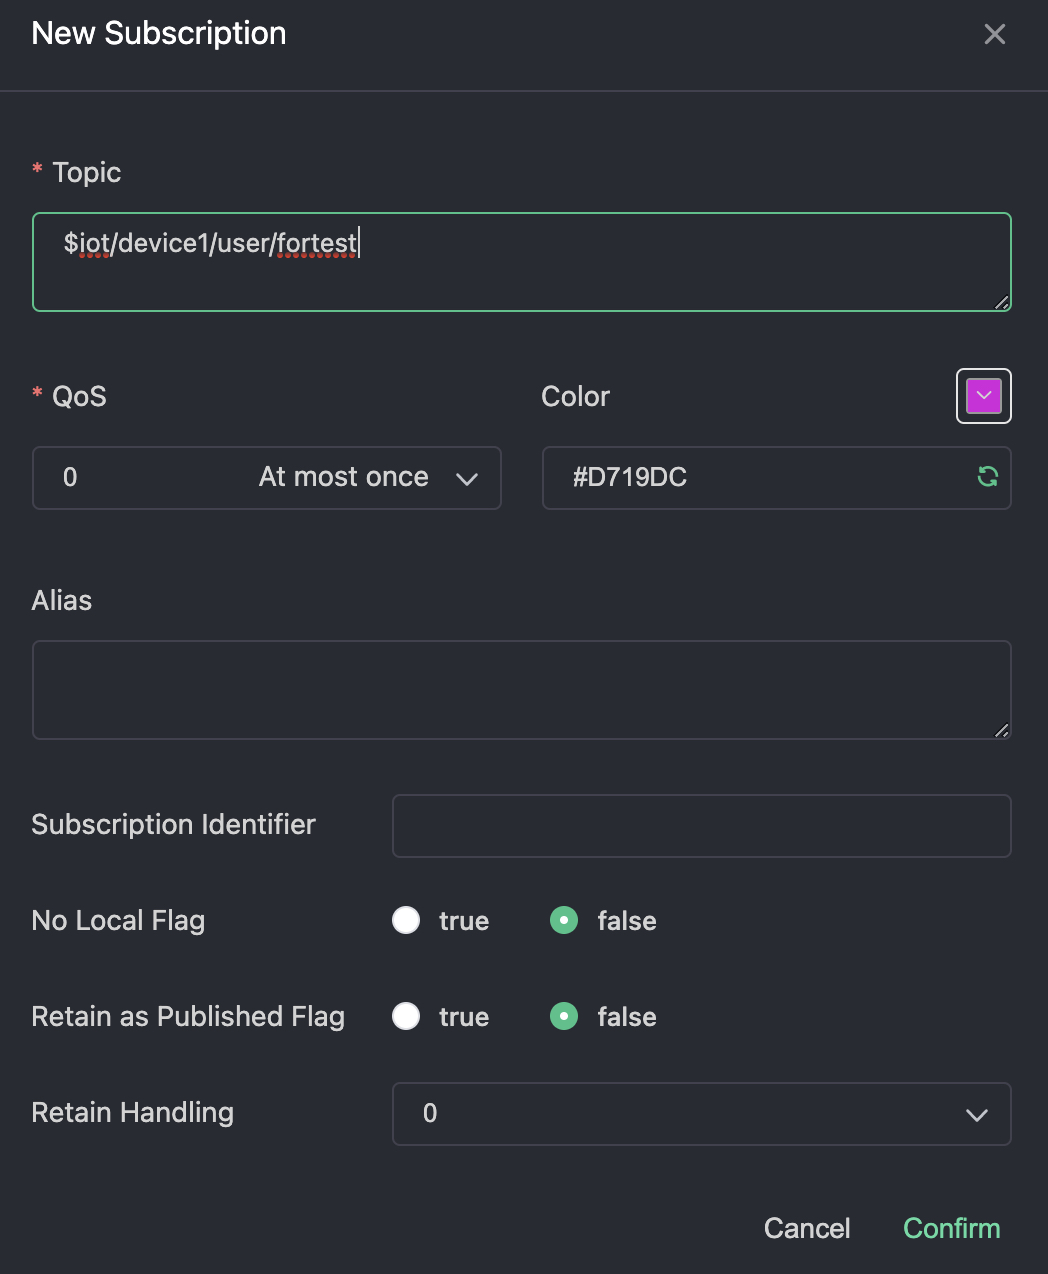 New Subscription
* Topic
$iot/device1/user/fortest
* QoS
Color
0 At most once
#D719DC
Alias
Subscription Identifier
No Local Flag true false
Retain as Published Flag true false
Retain Handling 0
Cancel Confirm